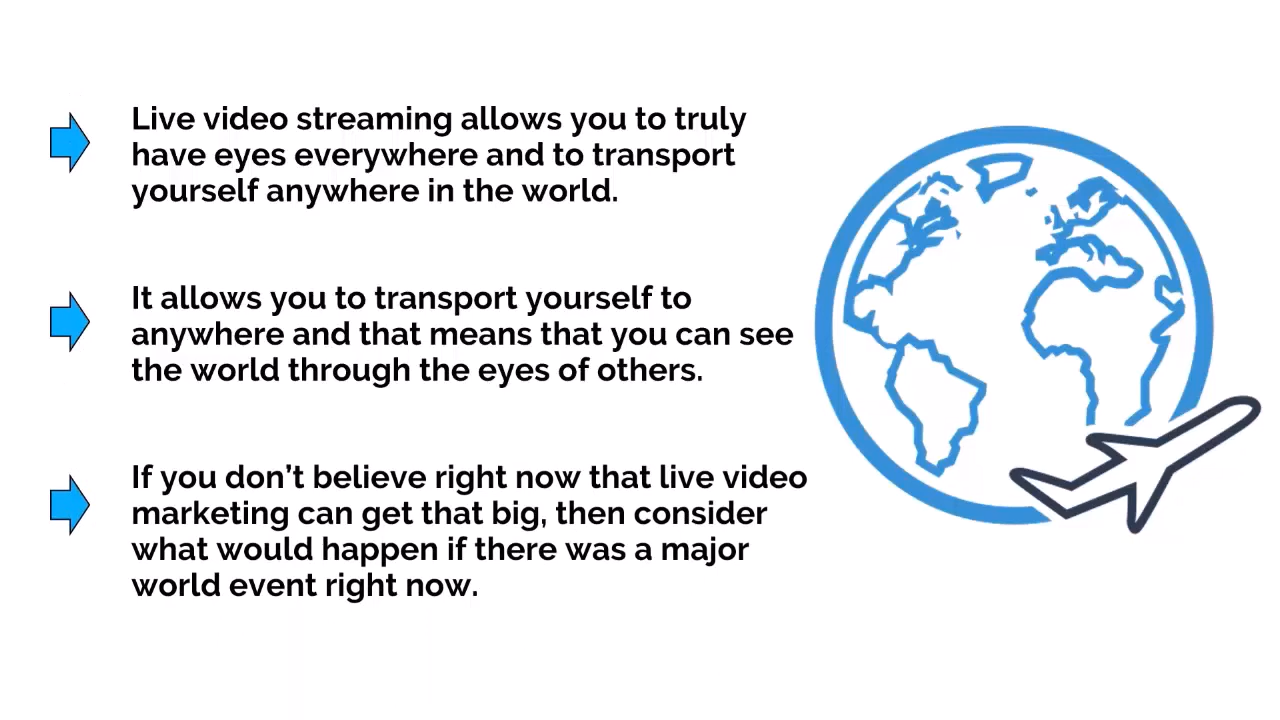 Live video streaming allows you to truly
have eyes everywhere and to transport
yourself anywhere in the world.
It allows you to transport yourself to
anywhere and that means that you can see
the world through the eyes of others.
If you don’t believe right now that live video
marketing can get that big, then consider
what would happen if there was a major
world event right now.